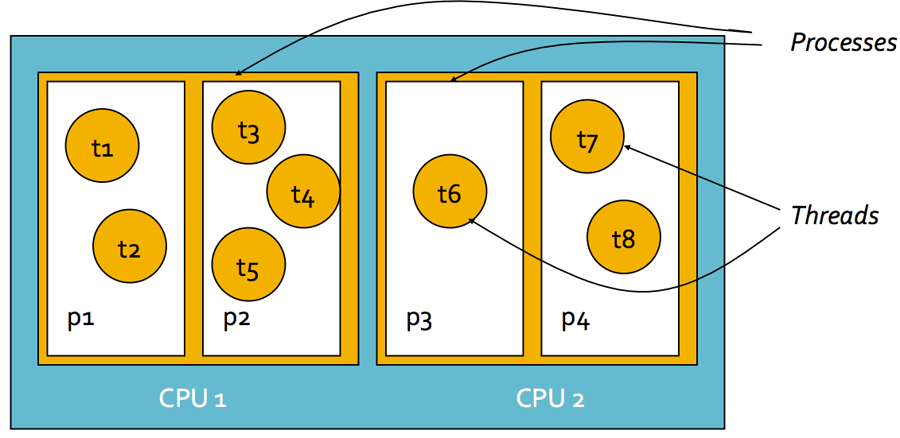 Processes
t1
t3
t7
t4
t6
Threads
t2
t8
t5
p1
p2
p3
p4
CPU 1
CPU 2